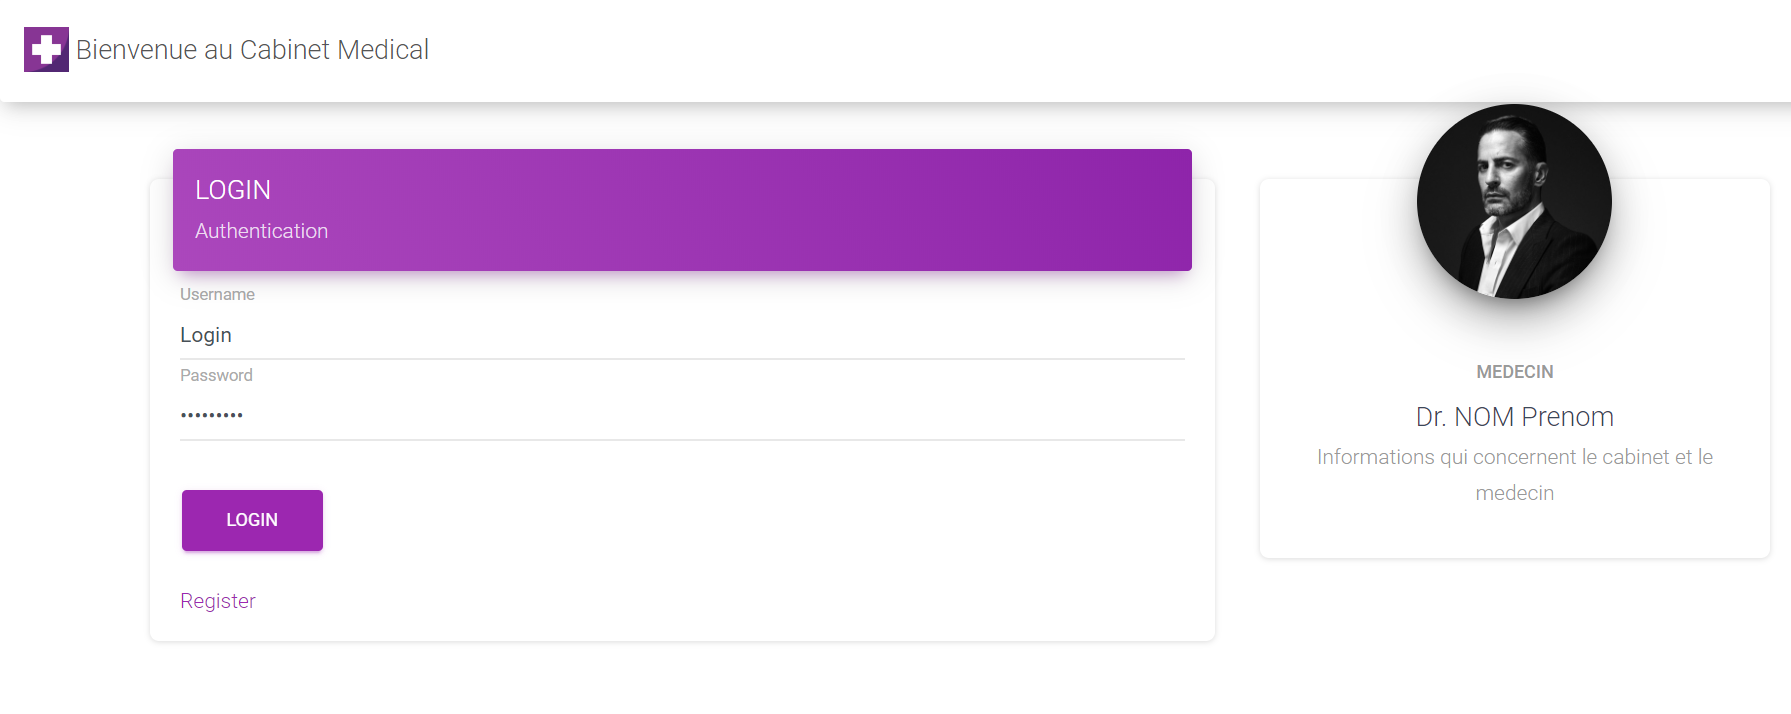 Bienvenue au Cabinet Medical
LOGIN
Authentication
Username
Login
Password
•••••••••
LOGIN
Register
MEDECIN
Dr. NOM Prenom
Informations qui concernent le cabinet et le
medecin